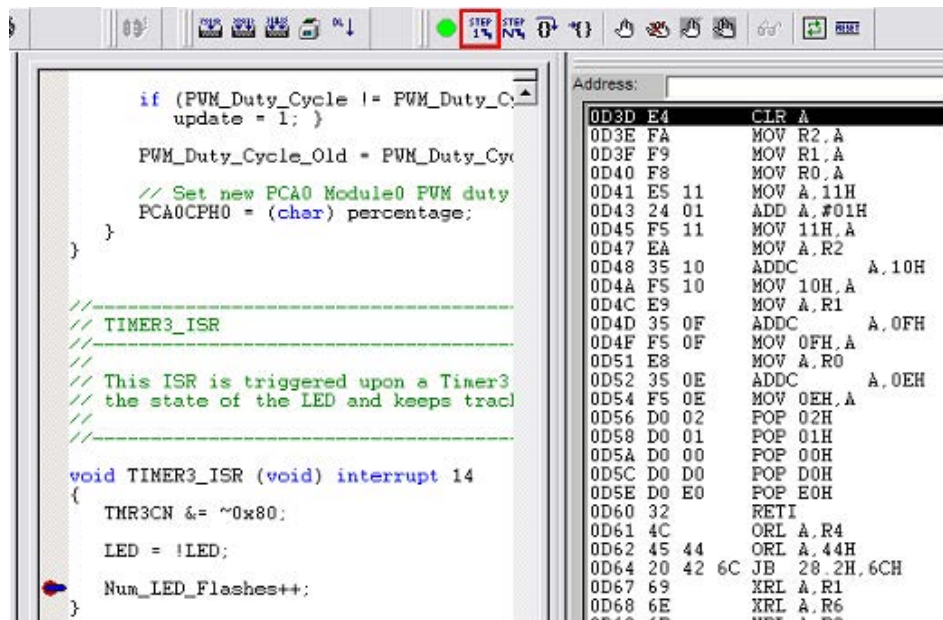 STEP STEP
1 N
RESET
if (PWM_Duty_Cycle != PWM_Duty_Cy
update = 1; }
PWM_Duty_Cycle_Old = PWM_Duty_Cyc
// Set new PCA0 Module0 PWM duty
PCA0CPH0 = (char) percentage;
}
}
//------------------------------------
// TIMER3_ISR
//------------------------------------
//
// This ISR is triggered upon a Timer3
// the state of the LED and keeps track
//
//------------------------------------
void TIMER3_ISR (void) interrupt 14
{
TMR3CN &= ~0x80;
LED = !LED;
Num_LED_Flashes++;
}
Address:
0D3D E4 CLR A
0D3E FA MOV R2,A
0D3F F9 MOV R1,A
0D40 F8 MOV R0,A
0D41 E5 11 MOV A,11H
0D43 24 01 ADD A,#01H
0D45 F5 11 MOV 11H,A
0D47 EA MOV A,R2
0D48 35 10 ADDC A,10H
0D4A F5 10 MOV 10H,A
0D4C E9 MOV A,R1
0D4D 35 0F ADDC A,0FH
0D4F F5 0F MOV 0FH,A
0D51 E8 MOV A,R0
0D52 35 0E ADDC A,0EH
0D54 F5 0E MOV 0EH,A
0D56 D0 02 POP 02H
0D58 D0 01 POP 01H
0D5A D0 00 POP 00H
0D5C D0 D0 POP D0H
0D5E D0 E0 POP E0H
0D60 32 RETI
0D61 4C ORL A,R4
0D62 45 44 ORL A,44H
0D64 20 42 6C JB 28.2H,6CH
0D67 69 XRL A,R1
0D68 6E XRL A,R6